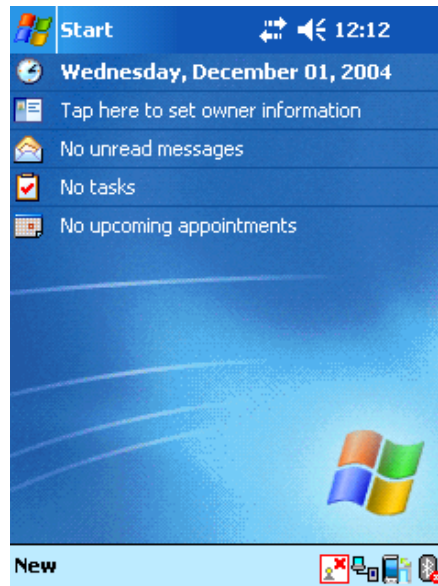 Start 12:12
Wednesday, December 01, 2004
Tap here to set owner information
No unread messages
No tasks
No upcoming appointments
New